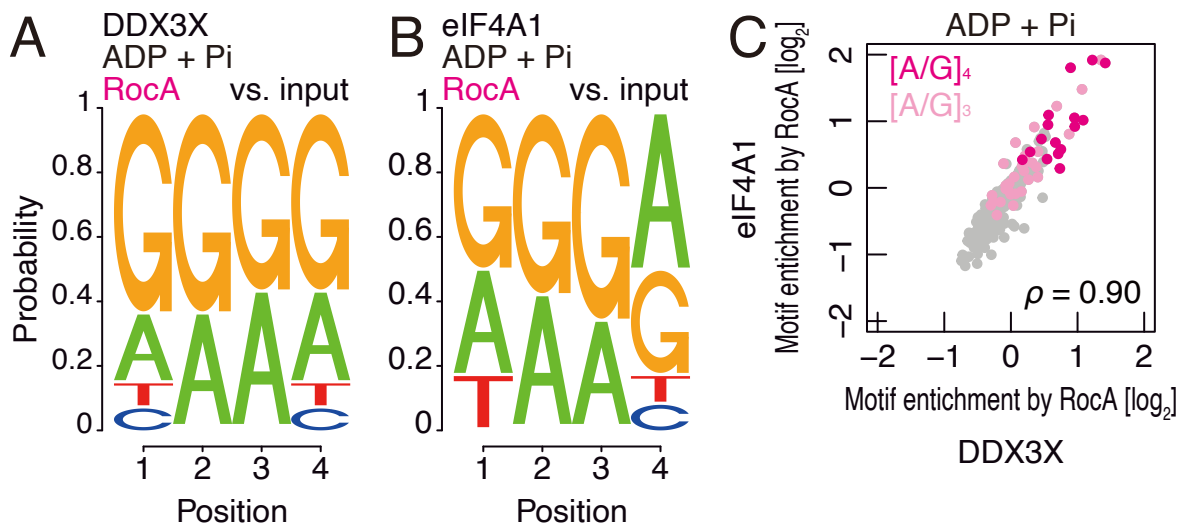 A
DDX3X
ADP + Pi
RocA vs. input
Probability
1
0.8
0.6
0.4
0.2
0
G G G G
A A A A
T T
C C
1 2 3 4
Position
B
eIF4A1
ADP + Pi
RocA vs. input
1
0.8
0.6
0.4
0.2
0
G G G A
A A A G
T T
C
1 2 3 4
Position
C
ADP + Pi
[A/G]4
[A/G]3
eIF4A1
Motif entichment by RocA [log2]
2
1
0
−1
−2
ρ = 0.90
−2 −1 0 1 2
Motif entichment by RocA [log2]
DDX3X